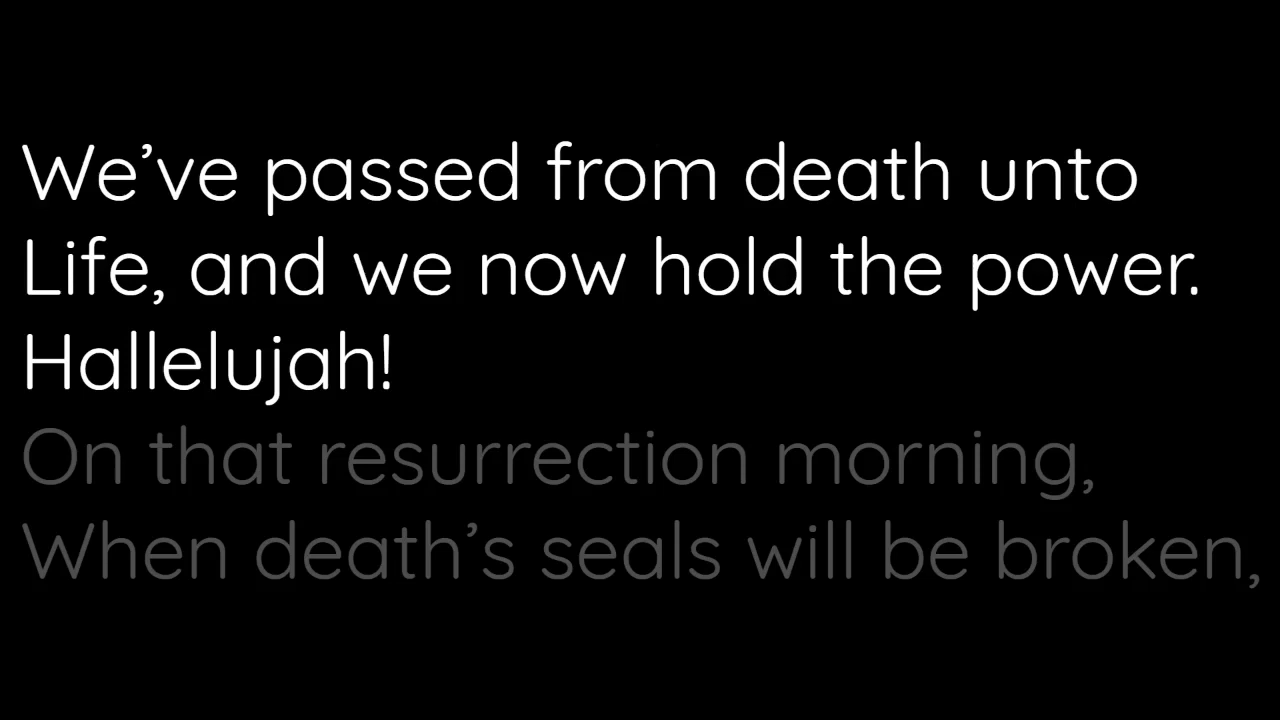 We’ve passed from death unto
Life, and we now hold the power.
Hallelujah!
On that resurrection morning,
When death’s seals will be broken,